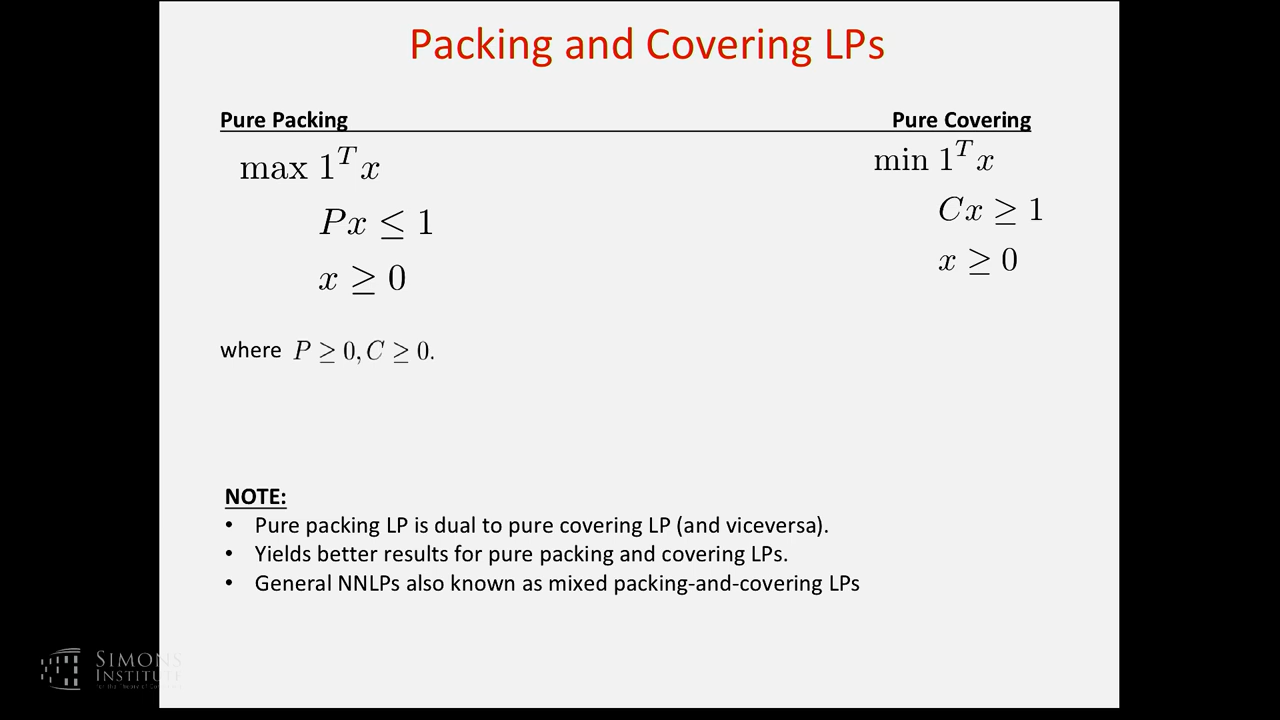 Packing and Covering LPs
Pure Packing
Pure Covering
max 1^T x
Px ≤ 1
x ≥ 0
min 1^T x
Cx ≥ 1
x ≥ 0
where P ≥ 0, C ≥ 0.
NOTE:
• Pure packing LP is dual to pure covering LP (and viceversa).
• Yields better results for pure packing and covering LPs.
• General NNLPs also known as mixed packing-and-covering LPs
SIMONS
INSTITUTE